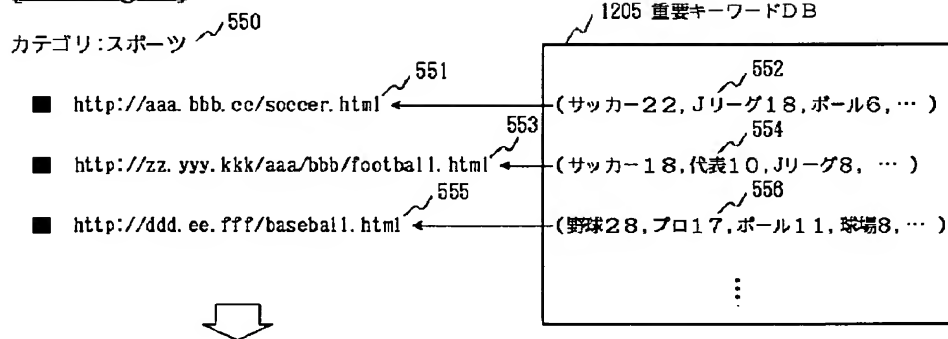 1205 重要キーワードDB
カテゴリ:スポーツ 550
551 552
■ http://aaa.bbb.cc/soccer.html (サッカー22,Jリーグ18,ボール6,… )
553 554
■ http://zz.yyy.kkk/aaa/bbb/football.html (サッカー18,代表10,Jリーグ8, … )
555 556
■ http://ddd.ee.fff/baseball.html (野球28,プロ17,ボール11,球場8,… )